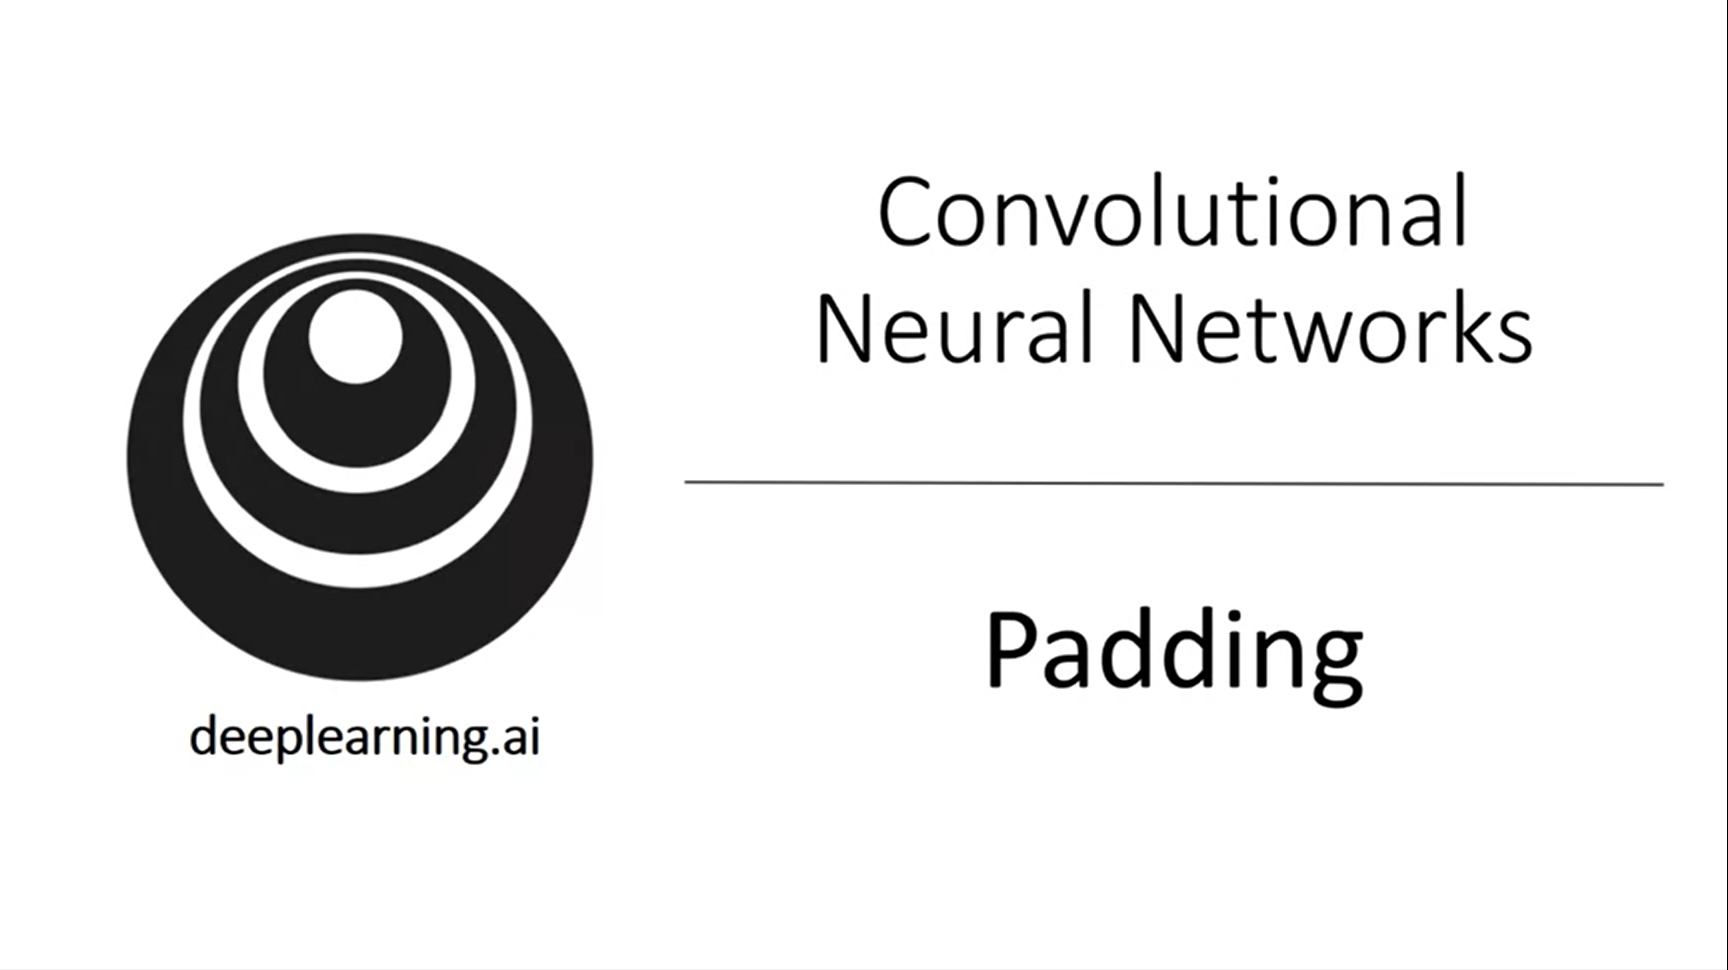 Convolutional
Neural Networks
Padding
deeplearning.ai